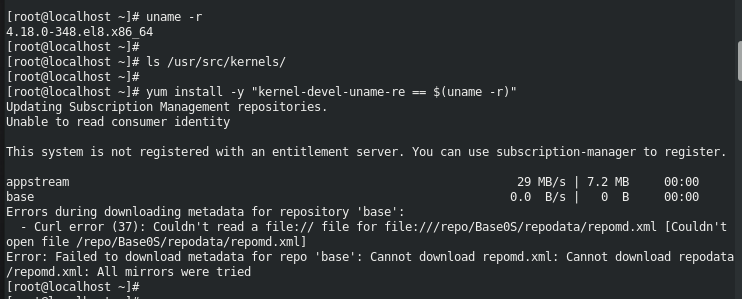 [root@localhost ~]# uname -r
4.18.0-348.el8.x86_64
[root@localhost ~]#
[root@localhost ~]# ls /usr/src/kernels/
[root@localhost ~]#
[root@localhost ~]# yum install -y "kernel-devel-uname-re == $(uname -r)"
Updating Subscription Management repositories.
Unable to read consumer identity
This system is not registered with an entitlement server. You can use subscription-manager to register.
appstream 29 MB/s | 7.2 MB 00:00
base 0.0 B/s | 0 B 00:00
Errors during downloading metadata for repository 'base':
- Curl error (37): Couldn't read a file:// file for file:///repo/Base0S/repodata/repomd.xml [Couldn't
open file /repo/Base0S/repodata/repomd.xml]
Error: Failed to download metadata for repo 'base': Cannot download repomd.xml: Cannot download repodata
/repomd.xml: All mirrors were tried
[root@localhost ~]#